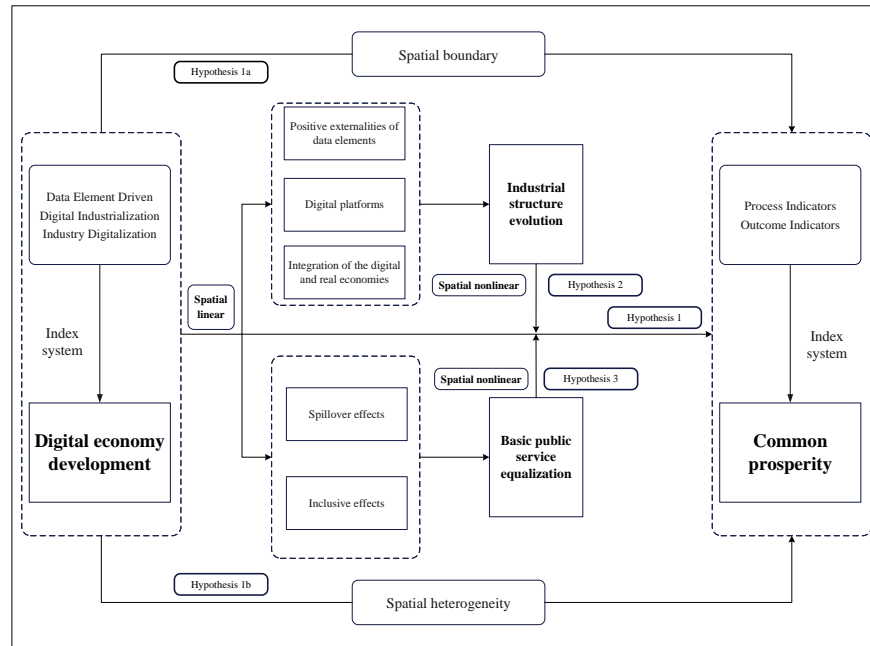 Spatial boundary
Hypothesis 1a
Positive externalities of
data elements
Digital platforms
Integration of the digital
and real economies
Industrial
structure
evolution
Data Element Driven
Digital Industrialization
Industry Digitalization
Process Indicators
Outcome Indicators
Spatial
linear
Spatial nonlinear
Hypothesis 2
Hypothesis 1
Index
system
Index
system
Spatial nonlinear
Hypothesis 3
Digital economy
development
Spillover effects
Inclusive effects
Basic public
service
equalization
Common
prosperity
Hypothesis 1b
Spatial heterogeneity